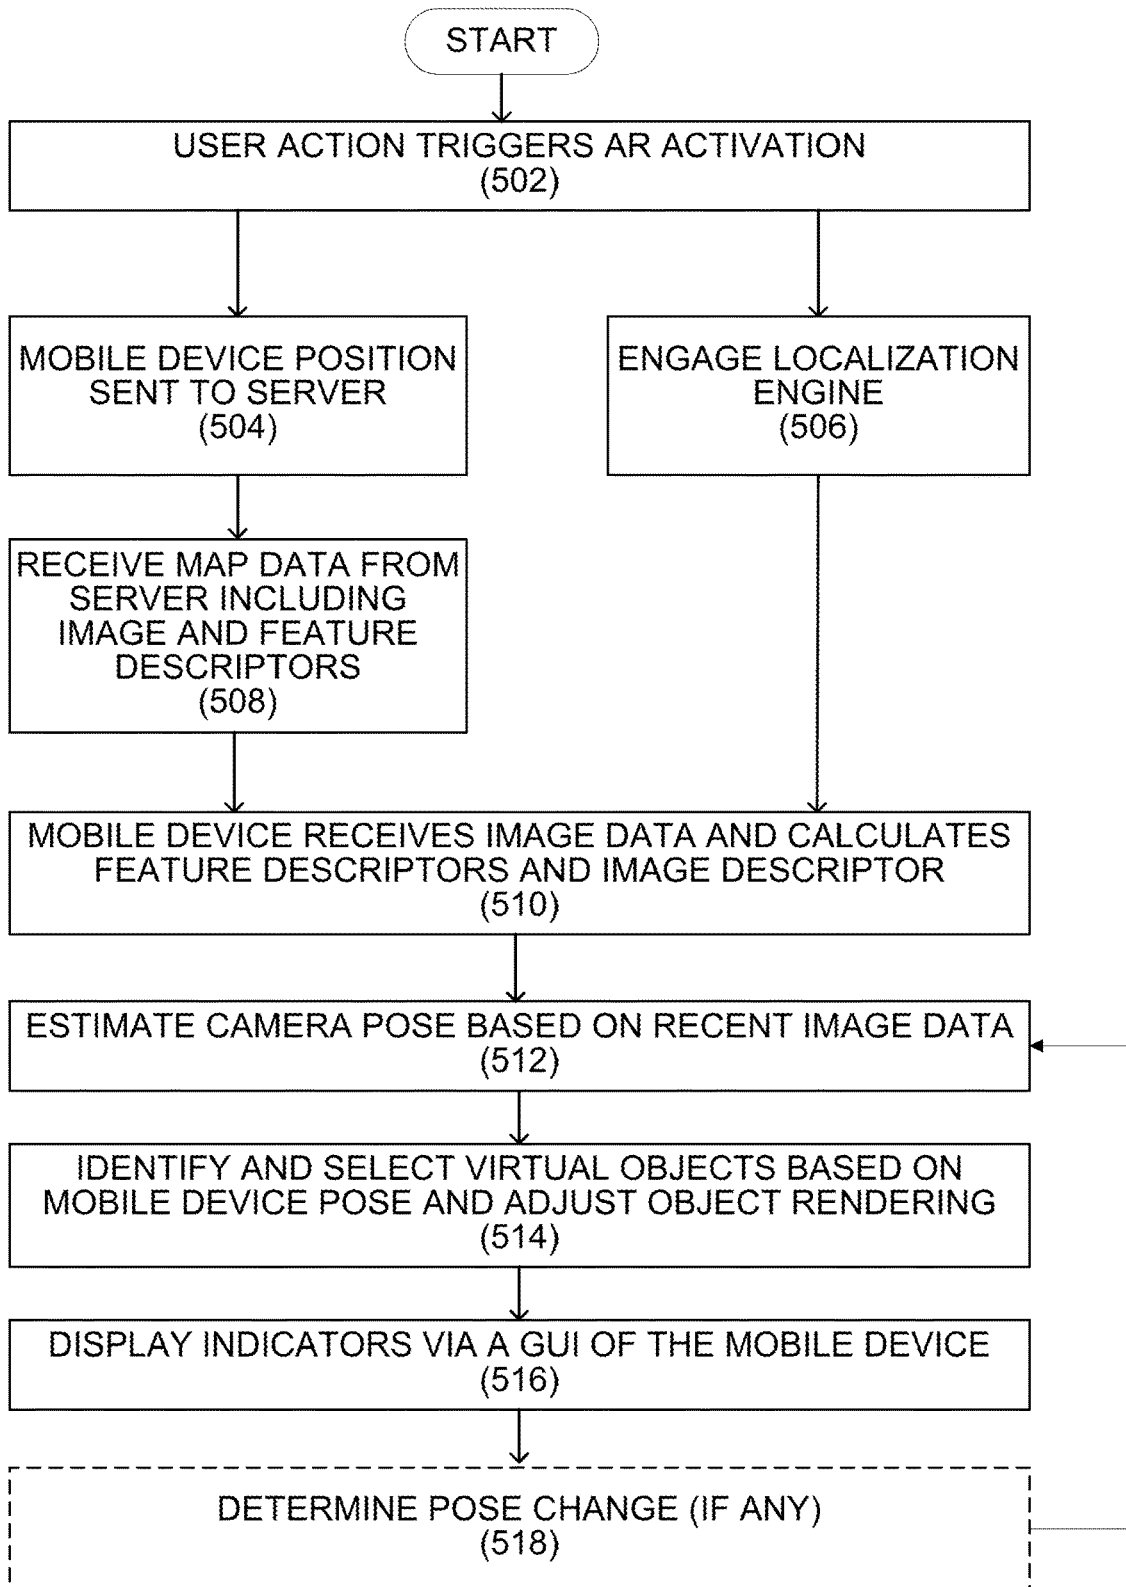 START
USER ACTION TRIGGERS AR ACTIVATION
(502)
MOBILE DEVICE POSITION
SENT TO SERVER
(504)
ENGAGE LOCALIZATION
ENGINE
(506)
RECEIVE MAP DATA FROM
SERVER INCLUDING
IMAGE AND FEATURE
DESCRIPTORS
(508)
MOBILE DEVICE RECEIVES IMAGE DATA AND CALCULATES
FEATURE DESCRIPTORS AND IMAGE DESCRIPTOR
(510)
ESTIMATE CAMERA POSE BASED ON RECENT IMAGE DATA
(512)
IDENTIFY AND SELECT VIRTUAL OBJECTS BASED ON
MOBILE DEVICE POSE AND ADJUST OBJECT RENDERING
(514)
DISPLAY INDICATORS VIA A GUI OF THE MOBILE DEVICE
(516)
DETERMINE POSE CHANGE (IF ANY)
(518)